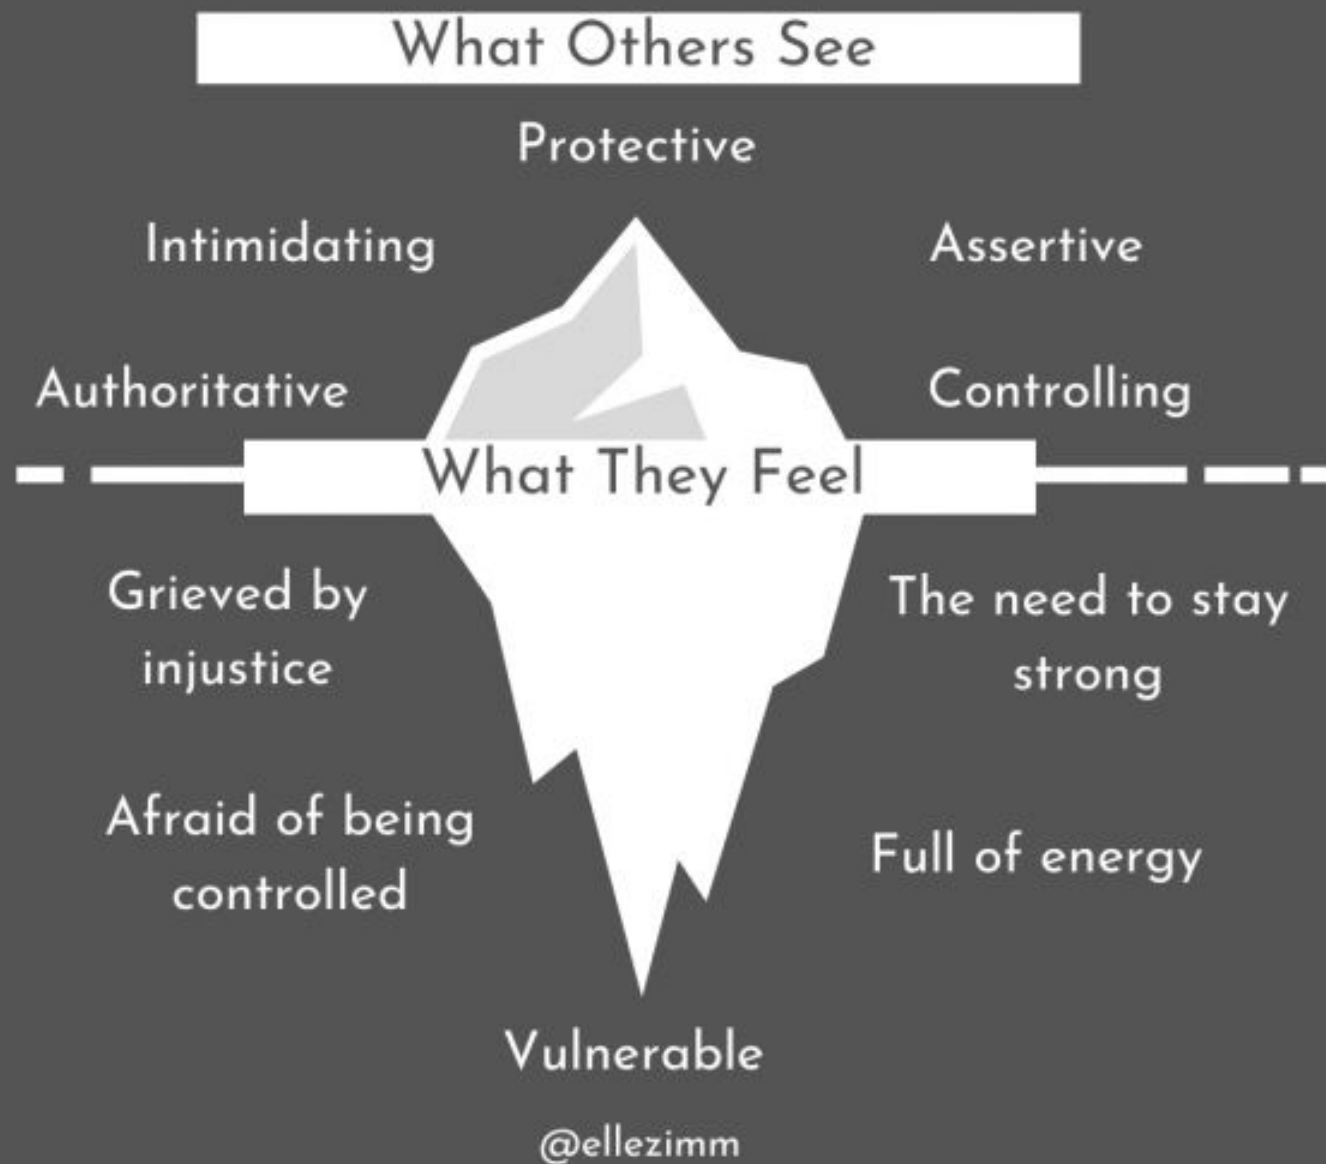 What Others See
Protective
Intimidating
Assertive
Authoritative
Controlling
What They Feel
Grieved by
injustice
The need to stay
strong
Afraid of being
controlled
Full of energy
Vulnerable
@ellezimm